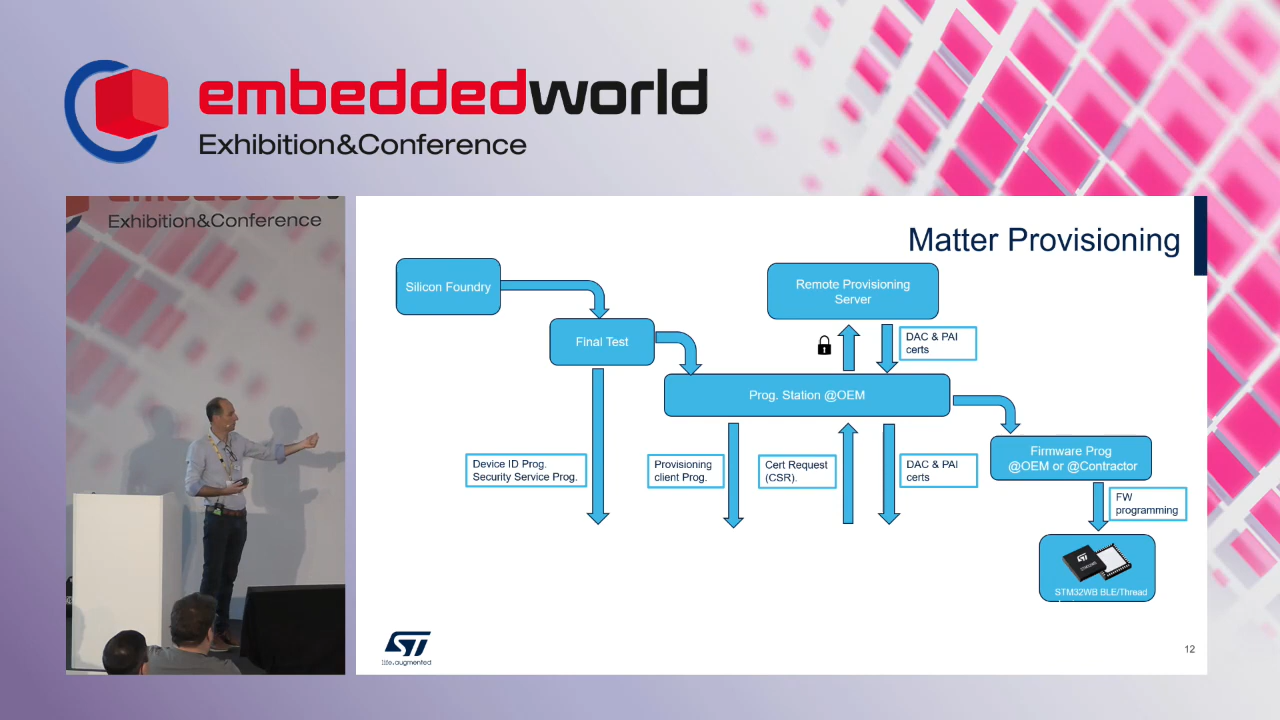 embeddedworld
Exhibition&Conference
Exhibition&Conference
Matter Provisioning
Silicon Foundry
Remote Provisioning
Server
Final Test
DAC & PAI
certs
Prog. Station @OEM
Firmware Prog
@OEM or @Contractor
Device ID Prog.
Security Service Prog.
Provisioning
client Prog.
Cert Request
(CSR).
DAC & PAI
certs
FW
programming
STM32WB BLE/Thread
ST
life.augmented
12